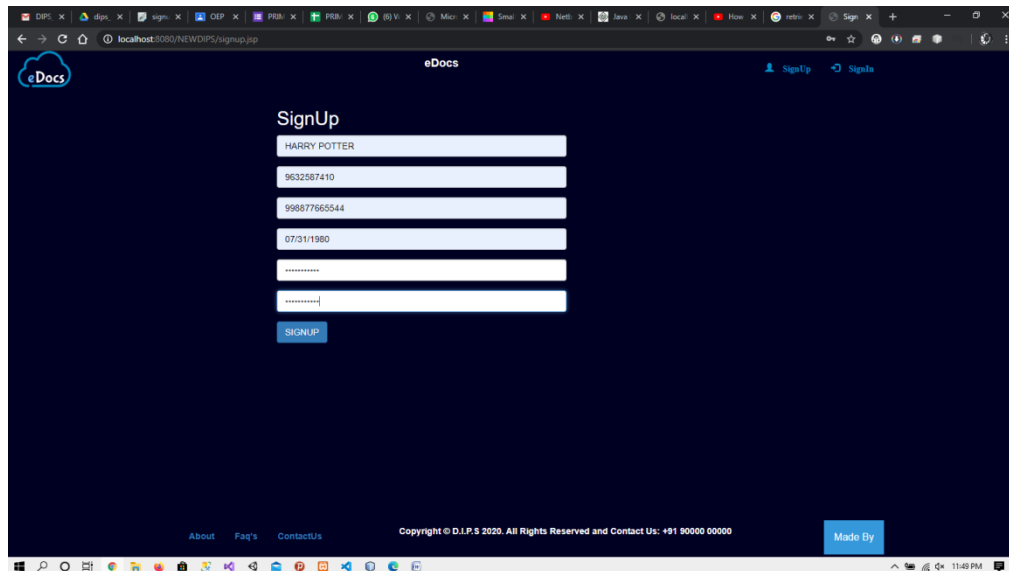 DIPS dips_ sign OEP PRIM PRIM (6) W Micr Smal Netb Java local How retrie Sign
localhost:8080/NEWDIPS/signup.jsp
eDocs
eDocs
SignUp SignIn
SignUp
HARRY POTTER
9632587410
998877665544
07/31/1980
SIGNUP
About Faq's ContactUs
Copyright © D.I.P.S 2020. All Rights Reserved and Contact Us: +91 90000 00000
Made By
11:49 PM